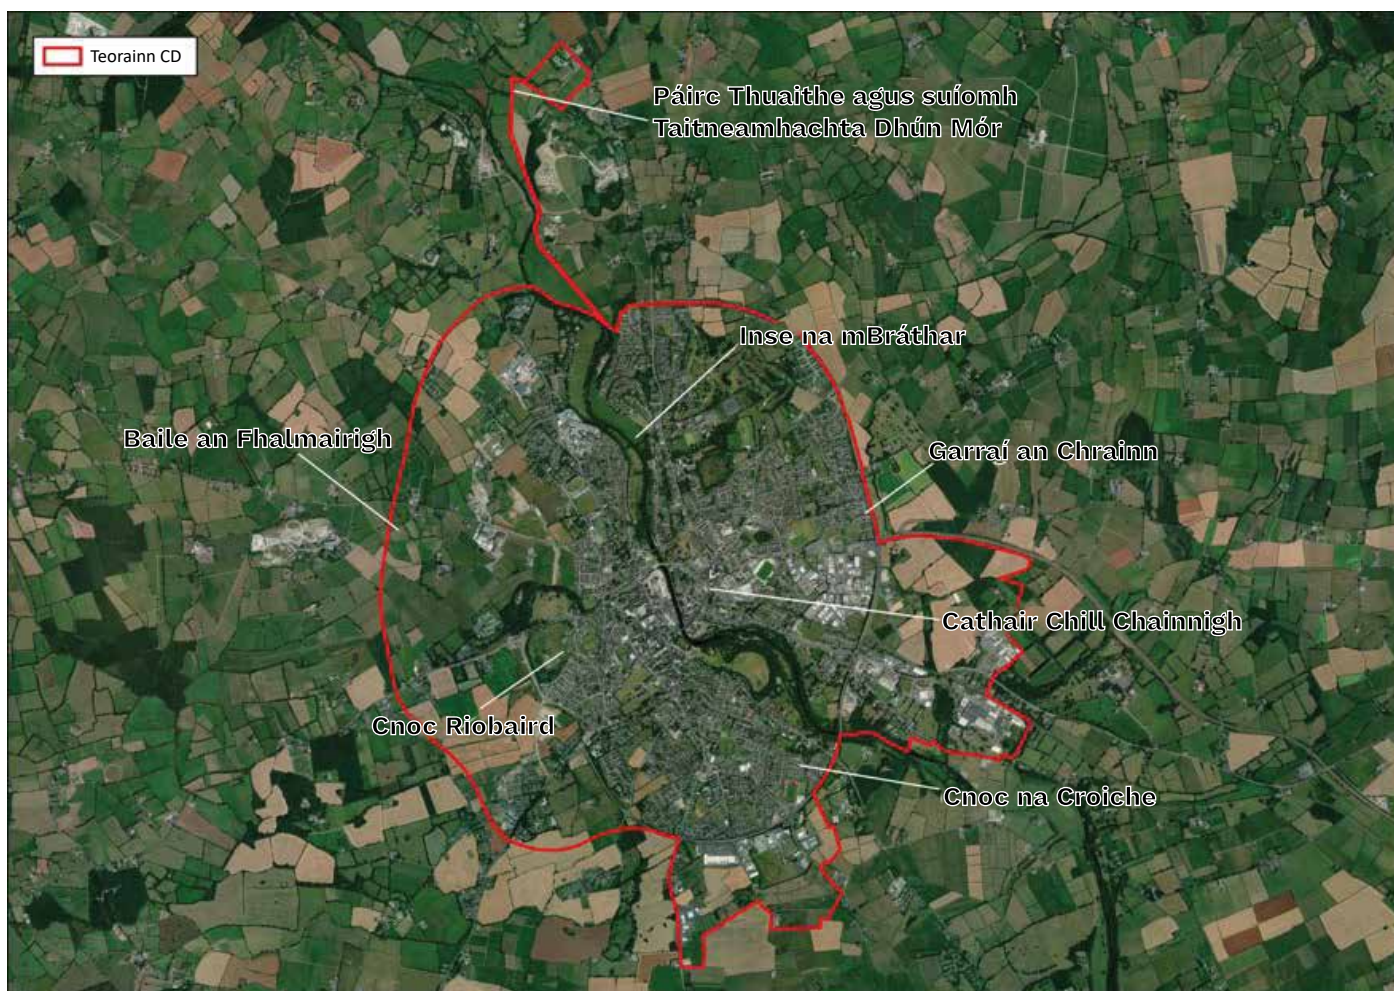 Teorainn CD
Páirc Thuaithe agus suíomh
Taitneamhachta Dhún Mór
Inse na mBráthar
Baile an Fhalmairigh
Garraí an Chrainn
Cathair Chill Chainnigh
Cnoc Riobaird
Cnoc na Croiche